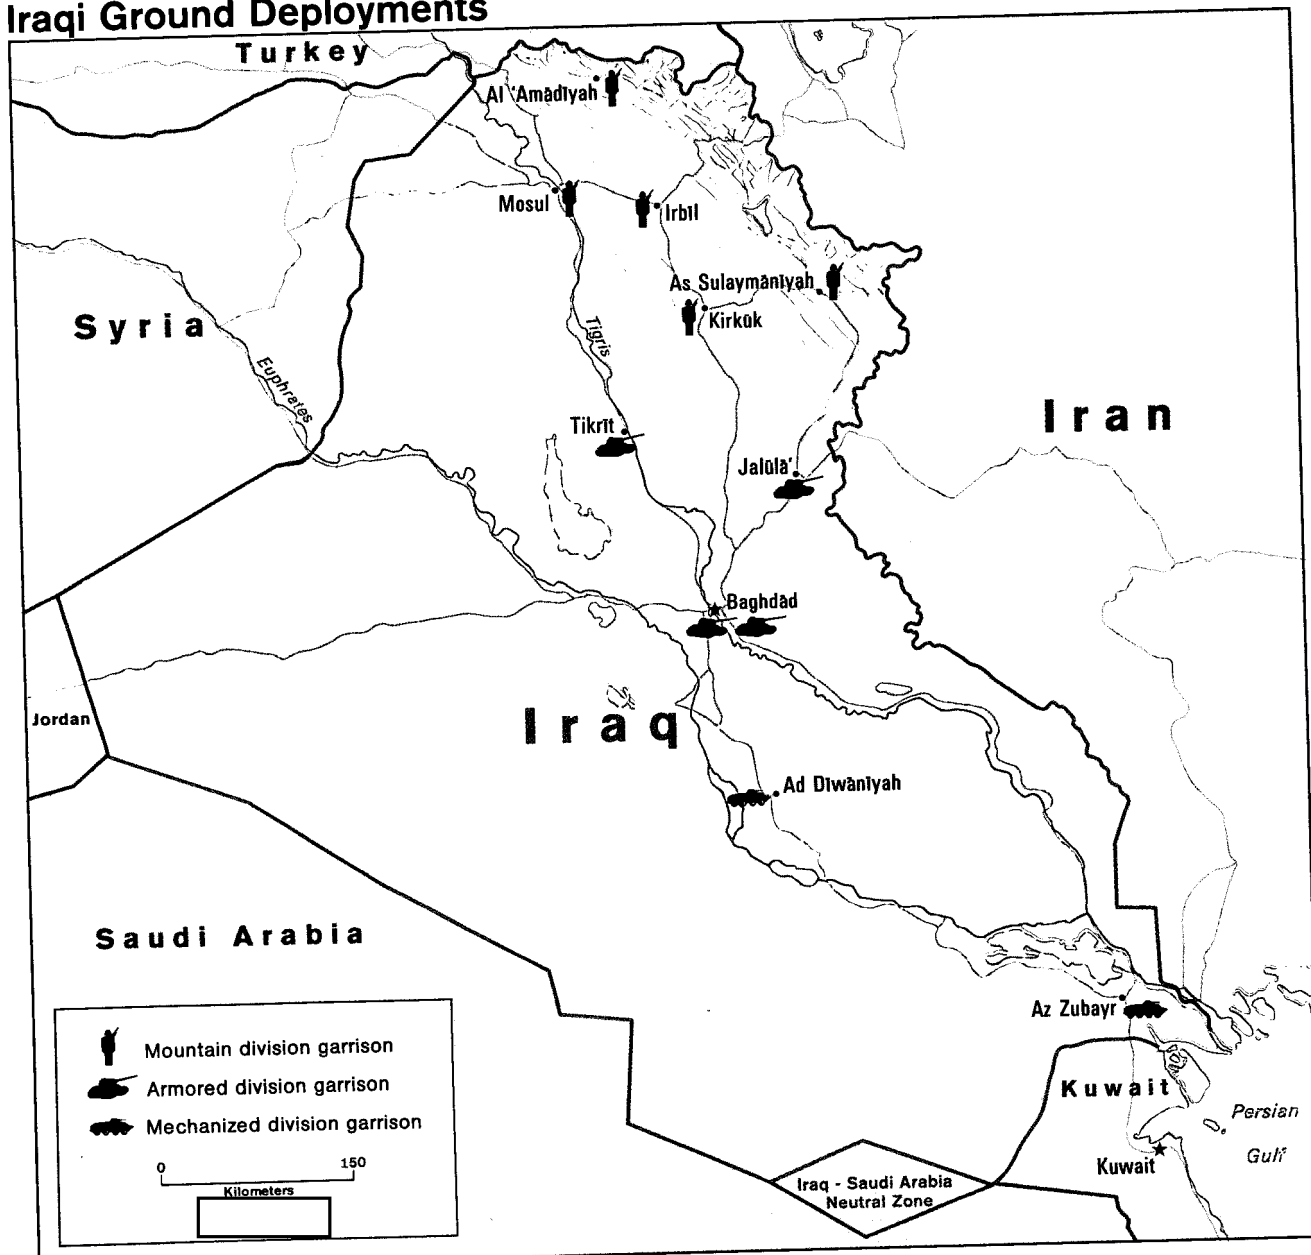 Iraqi Ground Deployments
Turkey
Al 'Amādīyah
Mosul
Irbīl
As Sulaymānīyah
Kirkūk
Syria
Tigris
Euphrates
Iran
Tikrīt
Jalūlā'
Baghdād
Jordan
Iraq
Ad Dīwānīyah
Saudi Arabia
Az Zubayr
Kuwait
Persian
Gulf
Kuwait
Iraq - Saudi Arabia
Neutral Zone
Mountain division garrison
Armored division garrison
Mechanized division garrison
0 150
Kilometers